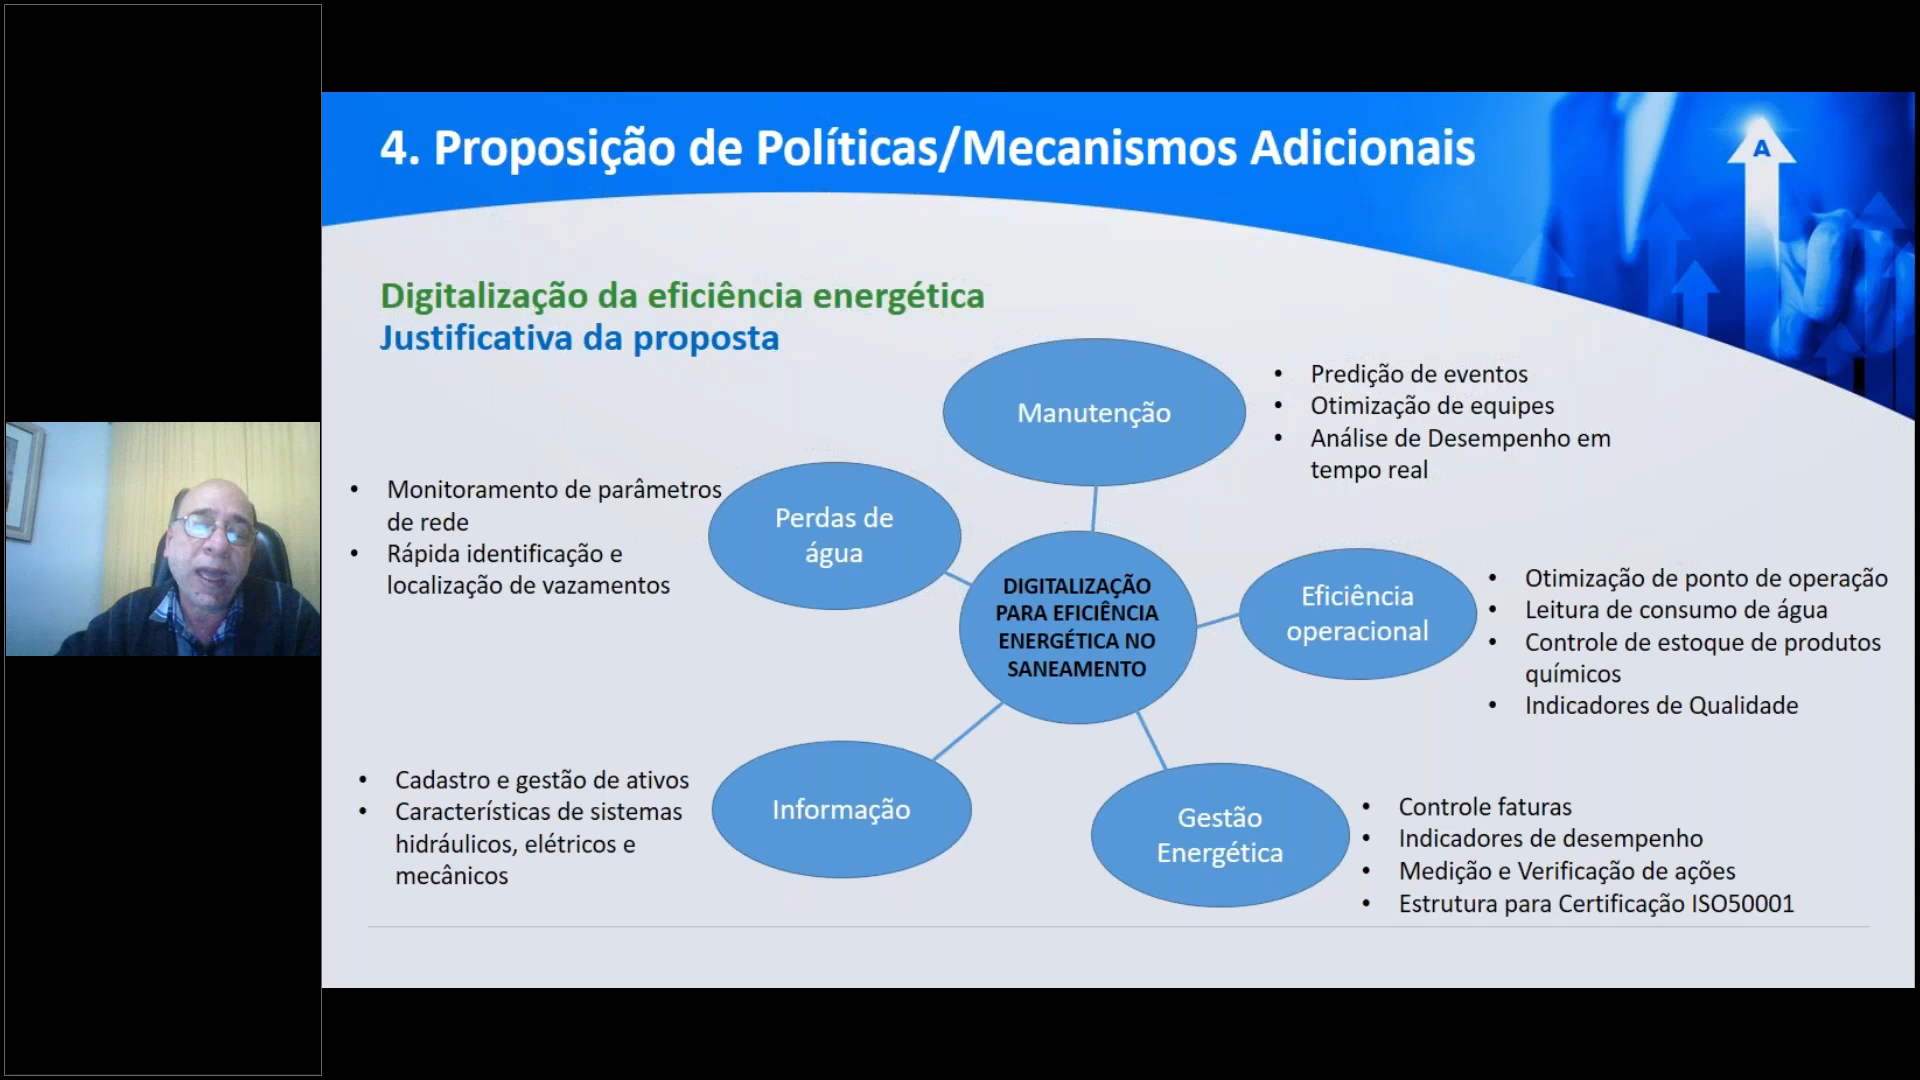 4. Proposição de Políticas/Mecanismos Adicionais
A
Digitalização da eficiência energética
Justificativa da proposta
Manutenção
• Predição de eventos
• Otimização de equipes
• Análise de Desempenho em
tempo real
• Monitoramento de parâmetros
de rede
• Rápida identificação e
localização de vazamentos
Perdas de
água
DIGITALIZAÇÃO
PARA EFICIÊNCIA
ENERGÉTICA NO
SANEAMENTO
Eficiência
operacional
• Otimização de ponto de operação
• Leitura de consumo de água
• Controle de estoque de produtos
químicos
• Indicadores de Qualidade
• Cadastro e gestão de ativos
• Características de sistemas
hidráulicos, elétricos e
mecânicos
Informação
Gestão
Energética
• Controle faturas
• Indicadores de desempenho
• Medição e Verificação de ações
• Estrutura para Certificação ISO50001